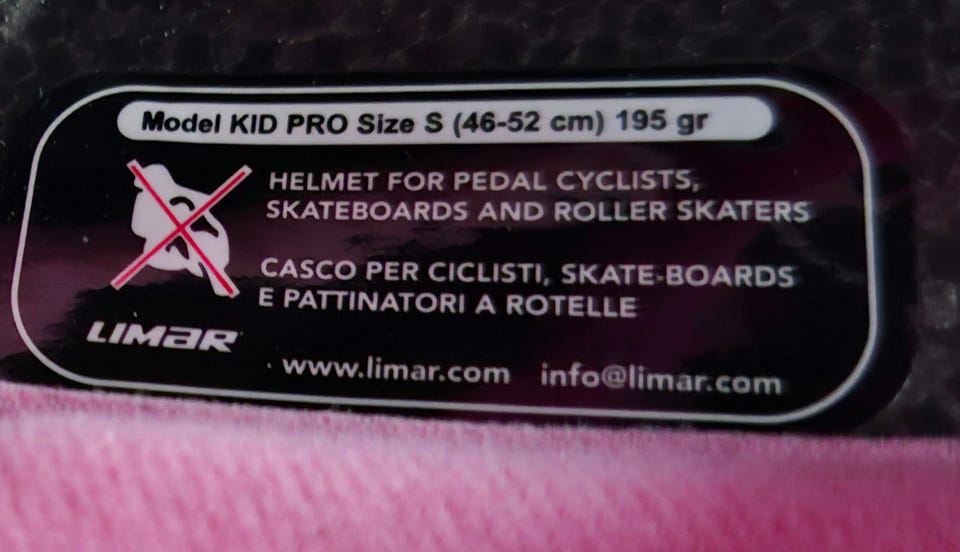 Model KID PRO Size S (46-52 cm) 195 gr
HELMET FOR PEDAL CYCLISTS,
SKATEBOARDS AND ROLLER SKATERS
CASCO PER CICLISTI, SKATE-BOARDS
E PATTINATORI A ROTELLE
LIMAR
www.limar.com info@limar.com